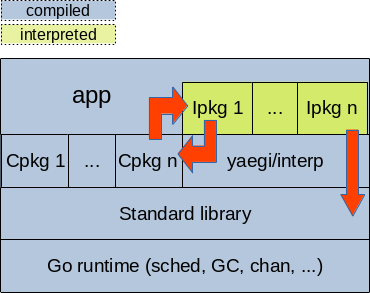 compiled
interpreted
app
Ipkg 1
...
Ipkg n
Cpkg 1
...
Cpkg n
yaegi/interp
Standard library
Go runtime (sched, GC, chan, ...)